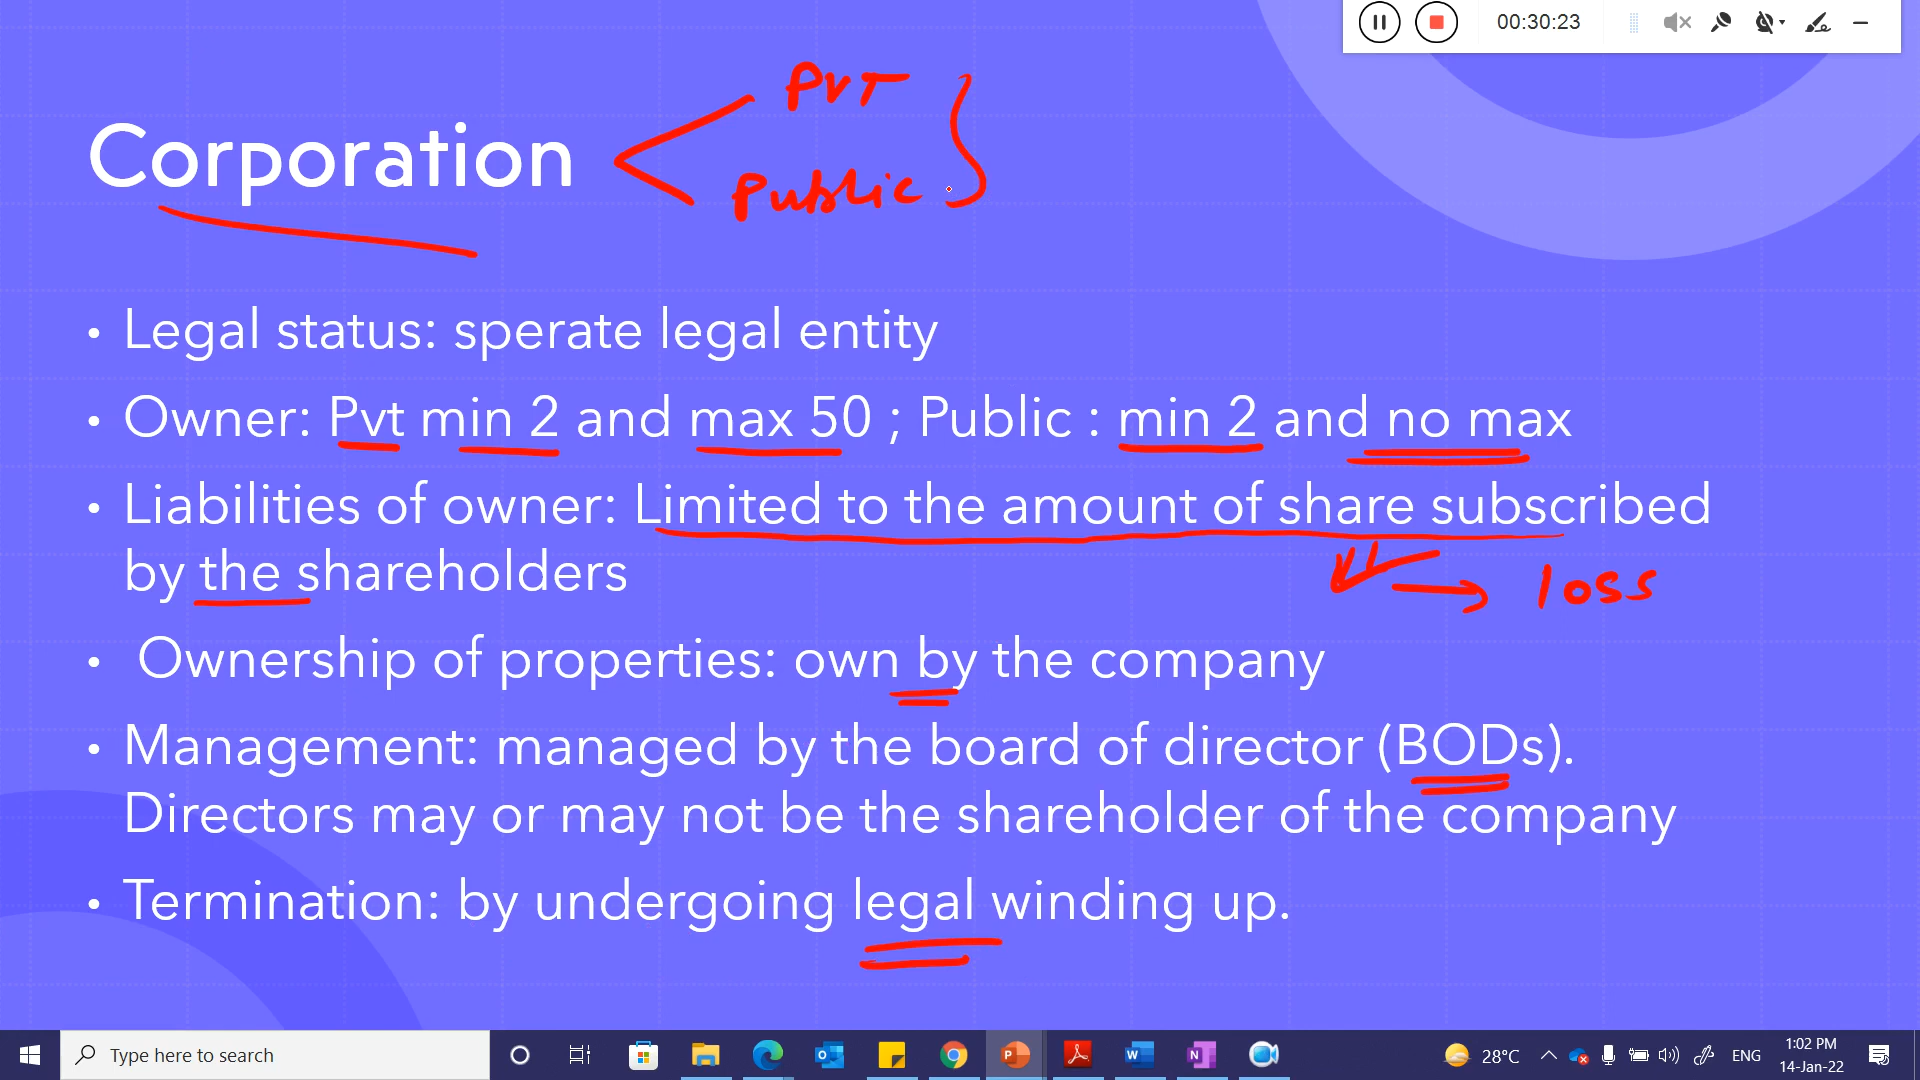 00:30:23
PVT
Corporation
Public
• Legal status: sperate legal entity
• Owner: Pvt min 2 and max 50 ; Public : min 2 and no max
• Liabilities of owner: Limited to the amount of share subscribed
by the shareholders
loss
• Ownership of properties: own by the company
• Management: managed by the board of director (BODs).
Directors may or may not be the shareholder of the company
• Termination: by undergoing legal winding up.
Type here to search
28°C
ENG
1:02 PM
14-Jan-22